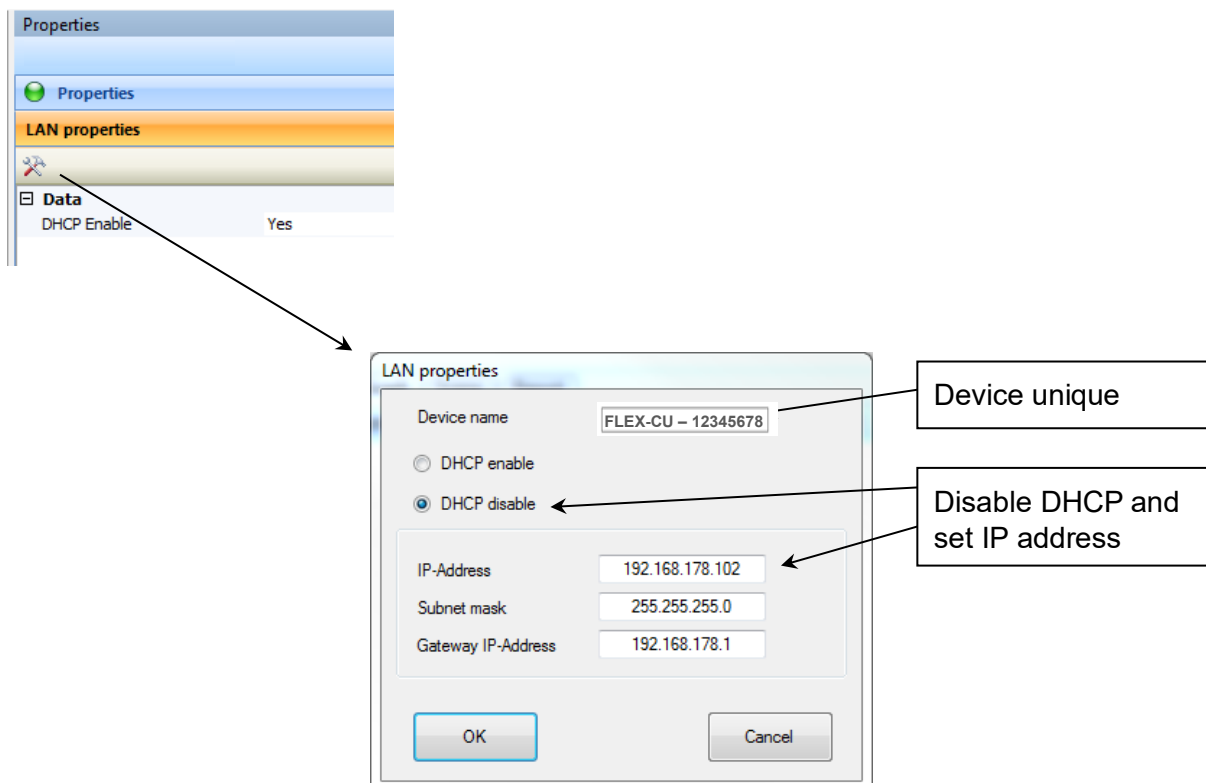 Properties
Properties
LAN properties
Data
DHCP Enable Yes
LAN properties
Device name FLEX-CU – 12345678
DHCP enable
DHCP disable
IP-Address 192.168.178.102
Subnet mask 255.255.255.0
Gateway IP-Address 192.168.178.1
OK Cancel
Device unique
Disable DHCP and
set IP address